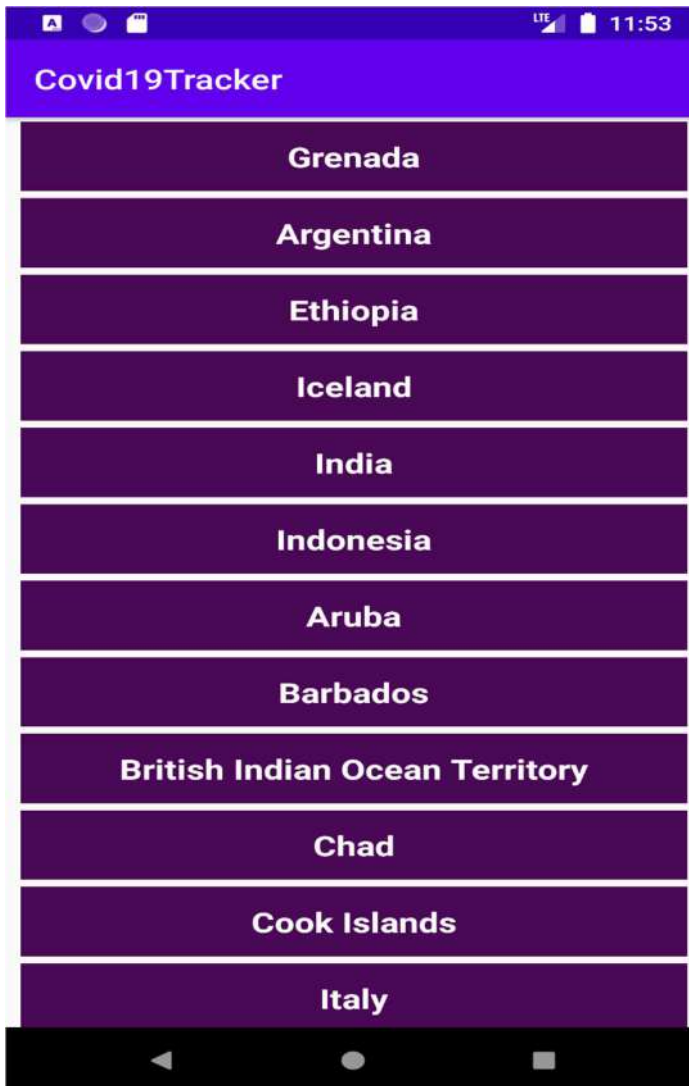 LTE 11:53
Covid19Tracker
Grenada
Argentina
Ethiopia
Iceland
India
Indonesia
Aruba
Barbados
British Indian Ocean Territory
Chad
Cook Islands
Italy